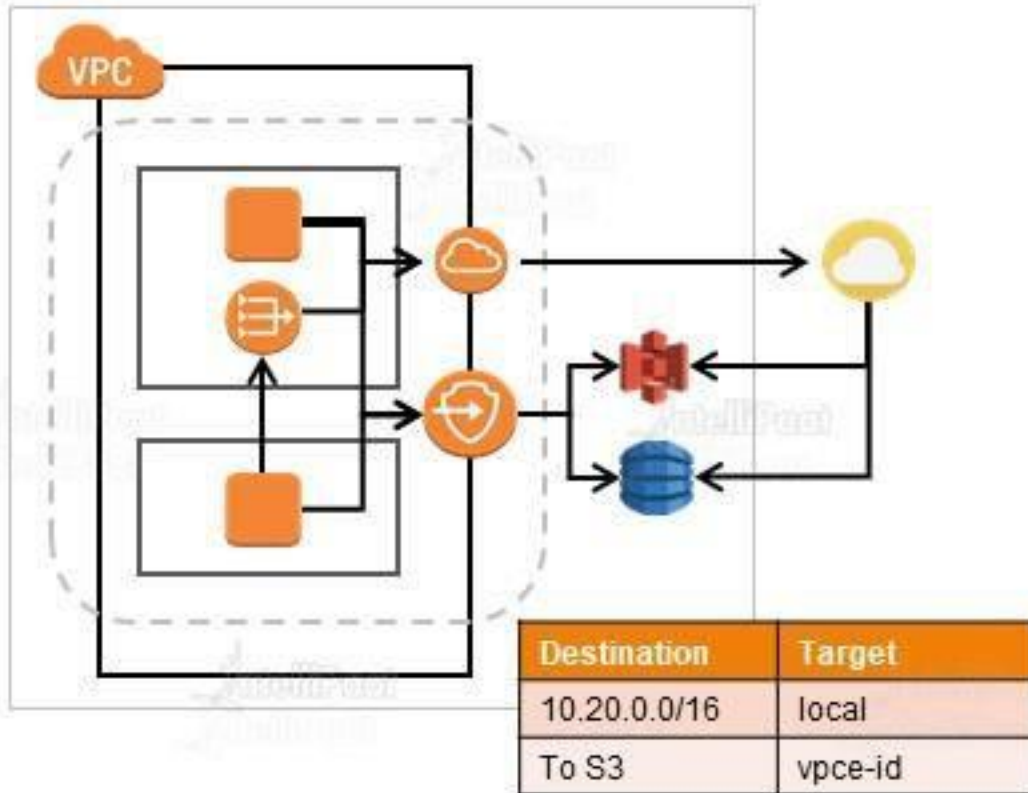 VPC
Destination Target
10.20.0.0/16 local
To S3 vpce-id